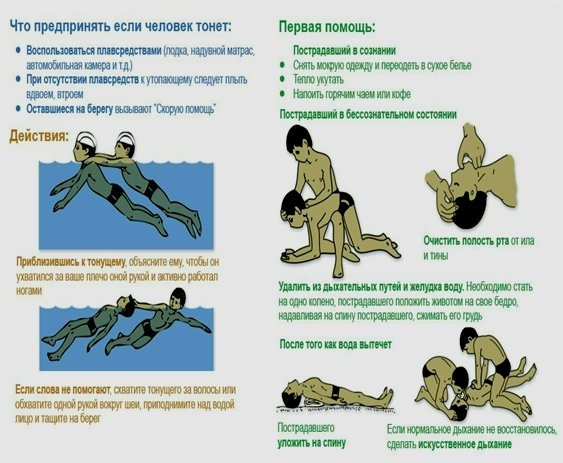 Что предпринять если человек тонет:
Воспользоваться плавсредствами (лодка, надувной матрас,
автомобильная камера и т.д.)
При отсутствии плавсредств к утопающему следует плыть
вдвоем, втроем
Оставшиеся на берегу вызывают "Скорую помощь"
Действия:
Приблизившись к тонущему, объясните ему, чтобы он
ухватился за ваше плечо оной рукой и активно работал
ногами
Если слова не помогают, схватите тонущего за волосы или
обхватите одной рукой вокруг шеи, приподнимите над водой
лицо и тащите на берег
Первая помощь:
Пострадавший в сознании
Снять мокрую одежду и переодеть в сухое белье
Тепло укутать
Напоить горячим чаем или кофе
Пострадавший в бессознательном состоянии
Очистить полость рта от ила
и тины
Удалить из дыхательных путей и желудка воду. Необходимо стать
на одно колено, пострадавшего положить животом на свое бедро,
надавливая на спину пострадавшего, сжимать его грудь
После того как вода вытечет
Пострадавшего
уложить на спину
Если нормальное дыхание не восстановилось,
сделать искусственное дыхание